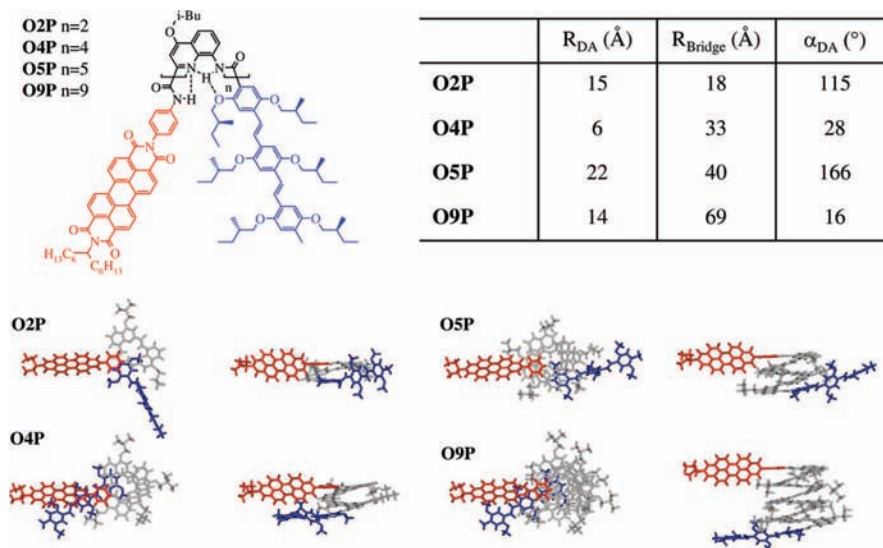 O2P n=2
O4P n=4
O5P n=5
O9P n=9
i-Bu
O
N
H
N
O
n
O
N-H
O
O
O
O
O
N
O
O
O
O
O
O
N
O
H₁₃C₆
C₆H₁₃
R_DA (Å) R_Bridge (Å) α_DA (°)
O2P 15 18 115
O4P 6 33 28
O5P 22 40 166
O9P 14 69 16
O2P
O5P
O4P
O9P